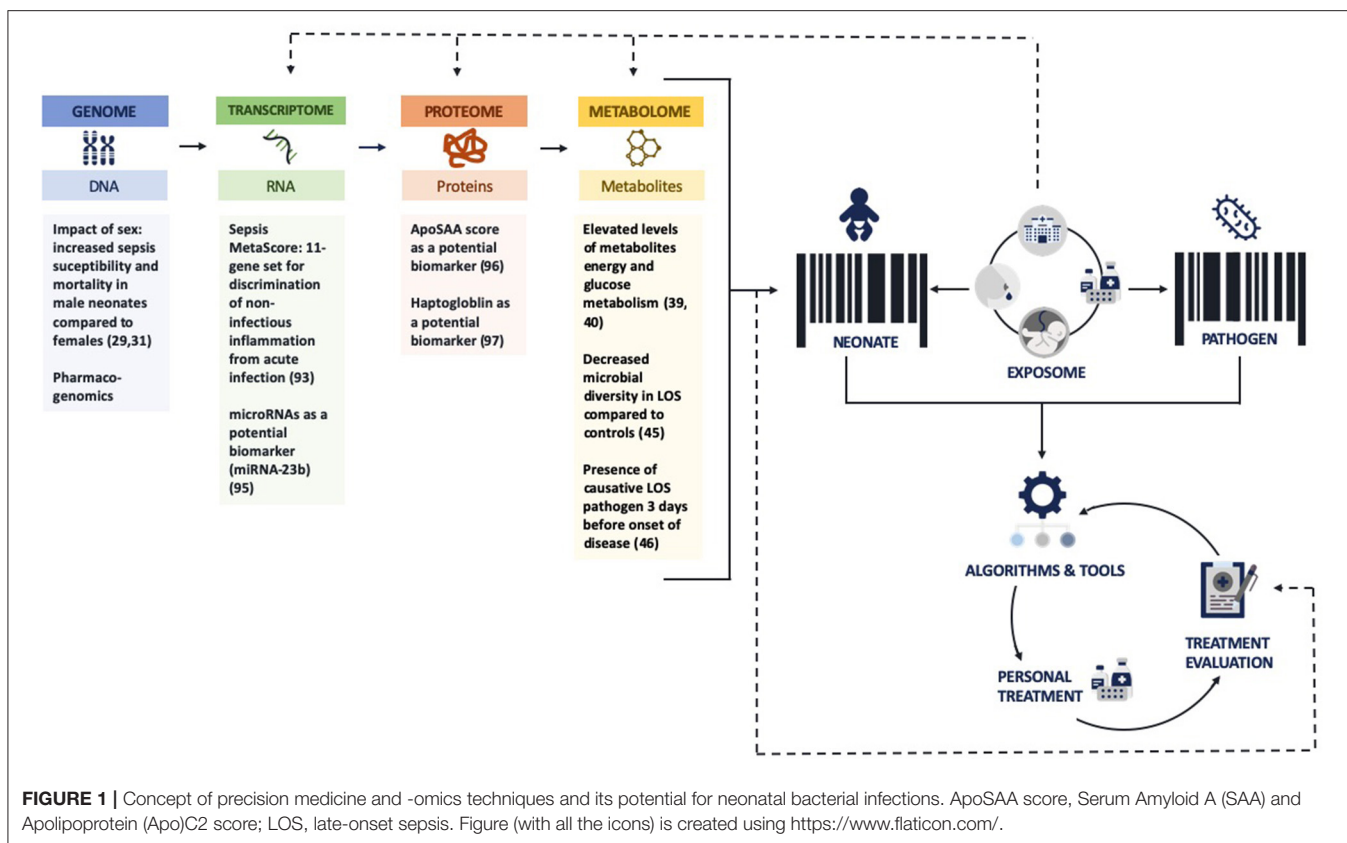 GENOME
DNA
Impact of sex:
increased sepsis
suceptibility and
mortality in
male neonates
compared to
females (29,31)
Pharmaco-
genomics
TRANSCRIPTOME
RNA
Sepsis
MetaScore: 11-
gene set for
discrimination
of non-
infectious
inflammation
from acute
infection (93)
microRNAs as a
potential
biomarker
(miRNA-23b)
(95)
PROTEOME
Proteins
ApoSAA score
as a potential
biomarker (96)
Haptogloblin as
a potential
biomarker (97)
METABOLOME
Metabolites
Elevated levels
of metabolites
energy and
glucose
metabolism (39,
40)
Decreased
microbial
diversity in LOS
compared to
controls (45)
Presence of
causative LOS
pathogen 3 days
before onset of
disease (46)
NEONATE
EXPOSOME
PATHOGEN
ALGORITHMS & TOOLS
PERSONAL
TREATMENT
TREATMENT
EVALUATION
FIGURE 1 | Concept of precision medicine and -omics techniques and its potential for neonatal bacterial infections. ApoSAA score, Serum Amyloid A (SAA) and
Apolipoprotein (Apo)C2 score; LOS, late-onset sepsis. Figure (with all the icons) is created using https://www.flaticon.com/.